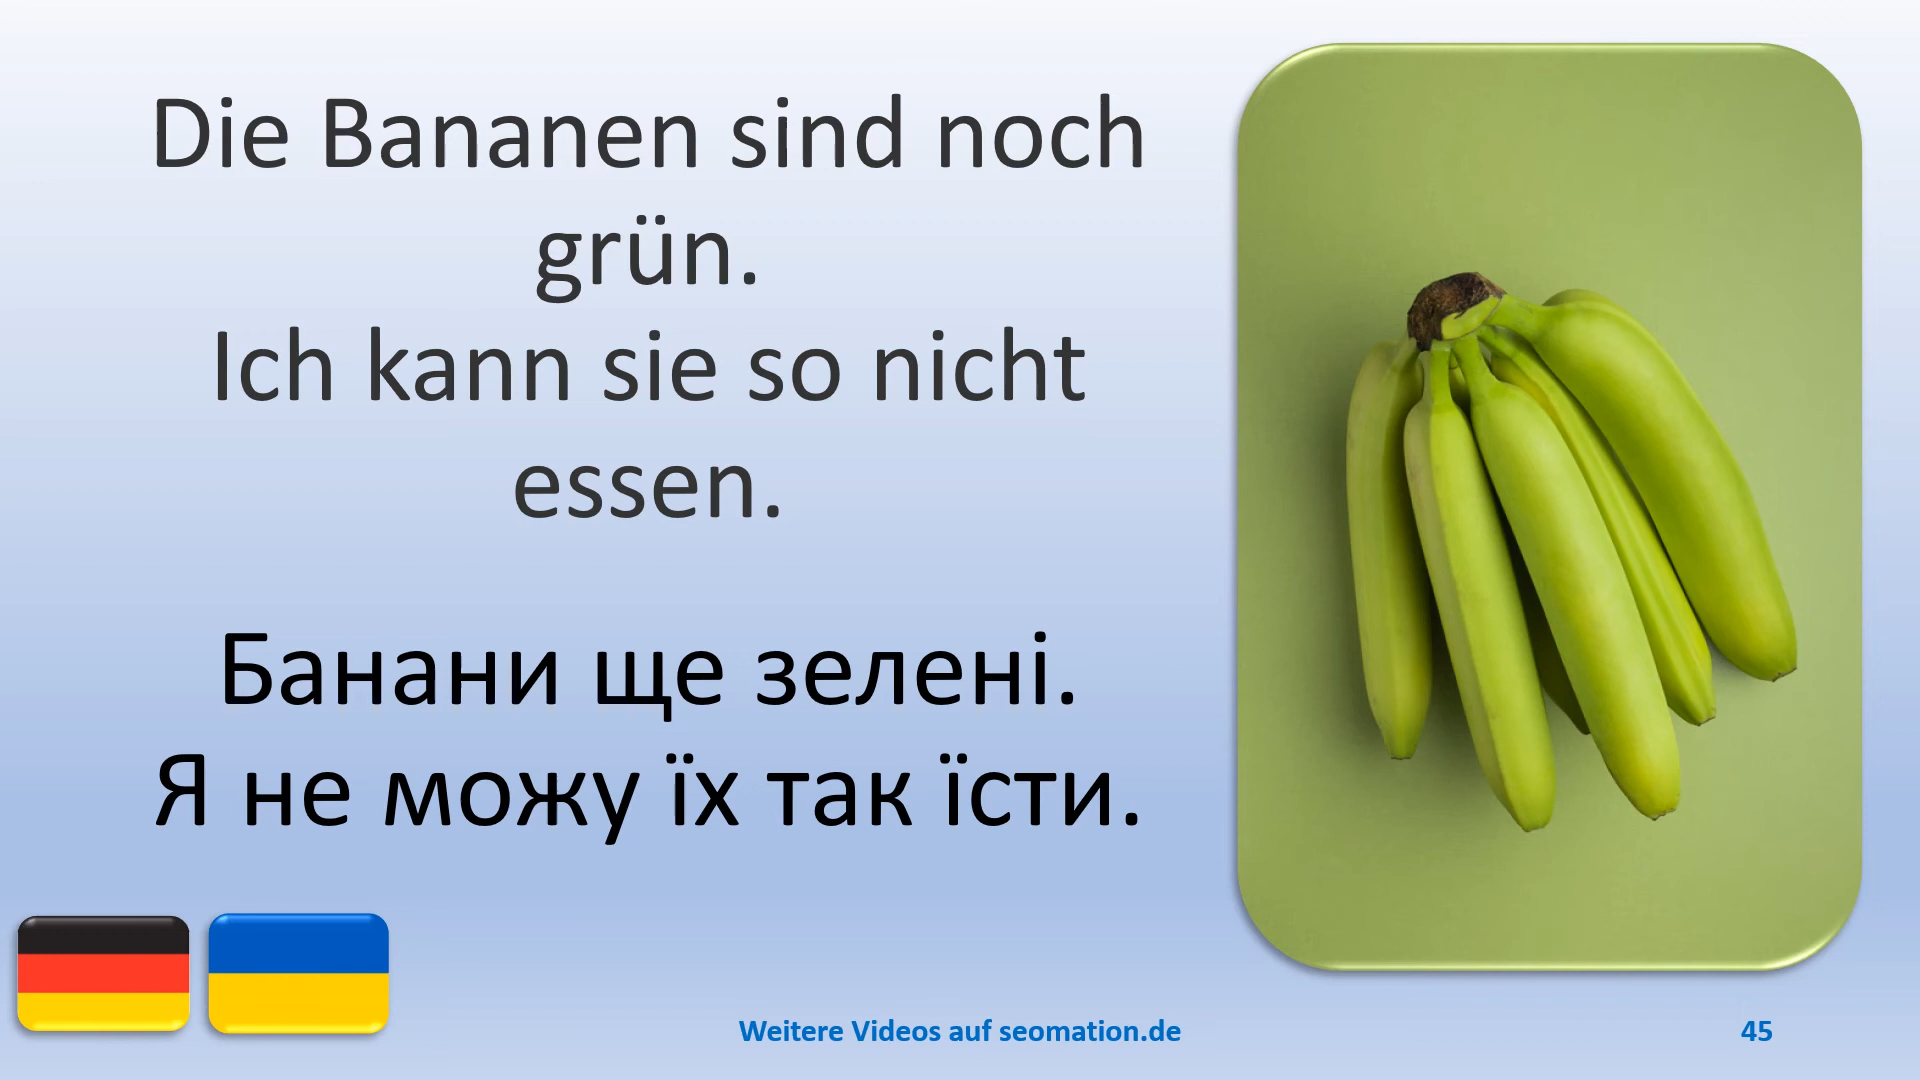 Die Bananen sind noch
grün.
Ich kann sie so nicht
essen.
Банани ще зелені.
Я не можу їх так їсти.
Weitere Videos auf seomation.de
45